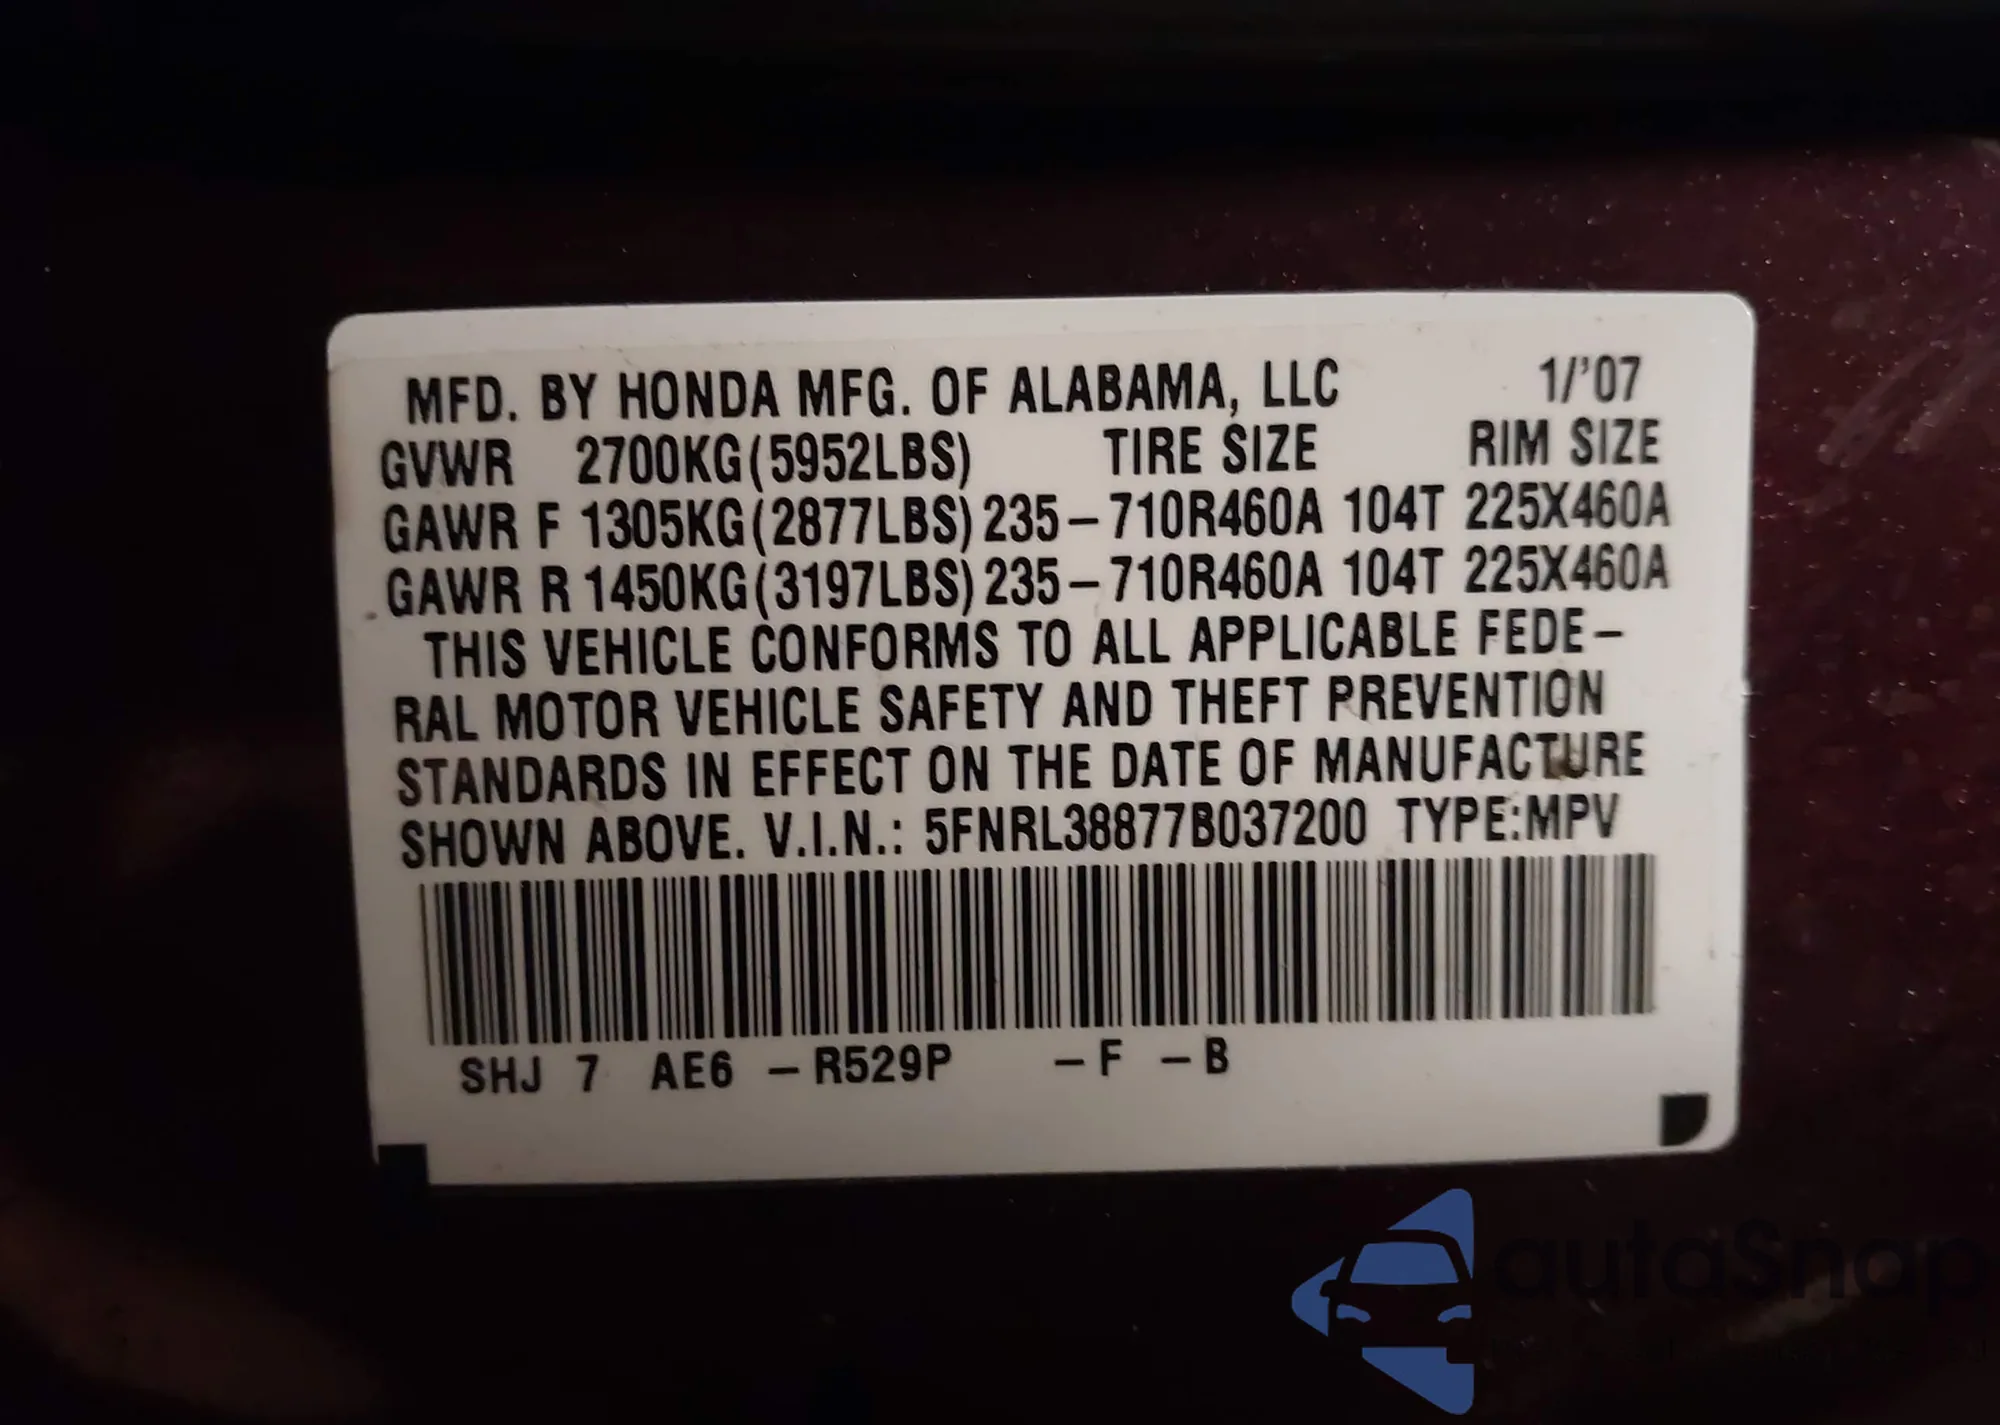 MFD. BY HONDA MFG. OF ALABAMA, LLC 1/'07
GVWR 2700KG(5952LBS) TIRE SIZE RIM SIZE
GAWR F 1305KG(2877LBS) 235-710R460A 104T 225X460A
GAWR R 1450KG(3197LBS) 235-710R460A 104T 225X460A
THIS VEHICLE CONFORMS TO ALL APPLICABLE FEDE-
RAL MOTOR VEHICLE SAFETY AND THEFT PREVENTION
STANDARDS IN EFFECT ON THE DATE OF MANUFACTURE
SHOWN ABOVE. V.I.N.: 5FNRL38877B037200 TYPE:MPV
SHJ 7 AE6 -R529P -F -B
autaSnap